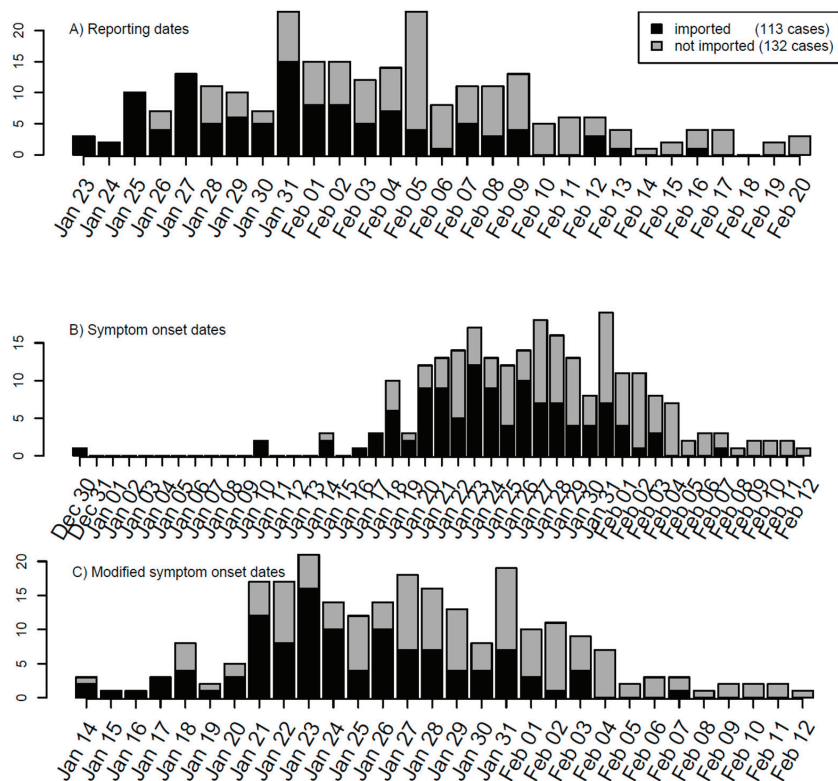 A) Reporting dates
imported (113 cases)
not imported (132 cases)
20
15
10
5
0
Jan 23 Jan 24 Jan 25 Jan 26 Jan 27 Jan 28 Jan 29 Jan 30 Jan 31 Feb 01 Feb 02 Feb 03 Feb 04 Feb 05 Feb 06 Feb 07 Feb 08 Feb 09 Feb 10 Feb 11 Feb 12 Feb 13 Feb 14 Feb 15 Feb 16 Feb 17 Feb 18 Feb 19 Feb 20
B) Symptom onset dates
15
10
5
0
Dec 30 Dec 31 Jan 01 Jan 02 Jan 03 Jan 04 Jan 05 Jan 06 Jan 07 Jan 08 Jan 09 Jan 10 Jan 11 Jan 12 Jan 13 Jan 14 Jan 15 Jan 16 Jan 17 Jan 18 Jan 19 Jan 20 Jan 21 Jan 22 Jan 23 Jan 24 Jan 25 Jan 26 Jan 27 Jan 28 Jan 29 Jan 30 Jan 31 Feb 01 Feb 02 Feb 03 Feb 04 Feb 05 Feb 06 Feb 07 Feb 08 Feb 09 Feb 10 Feb 11 Feb 12
C) Modified symptom onset dates
20
15
10
5
0
Jan 14 Jan 15 Jan 16 Jan 17 Jan 18 Jan 19 Jan 20 Jan 21 Jan 22 Jan 23 Jan 24 Jan 25 Jan 26 Jan 27 Jan 28 Jan 29 Jan 30 Jan 31 Feb 01 Feb 02 Feb 03 Feb 04 Feb 05 Feb 06 Feb 07 Feb 08 Feb 09 Feb 10 Feb 11 Feb 12